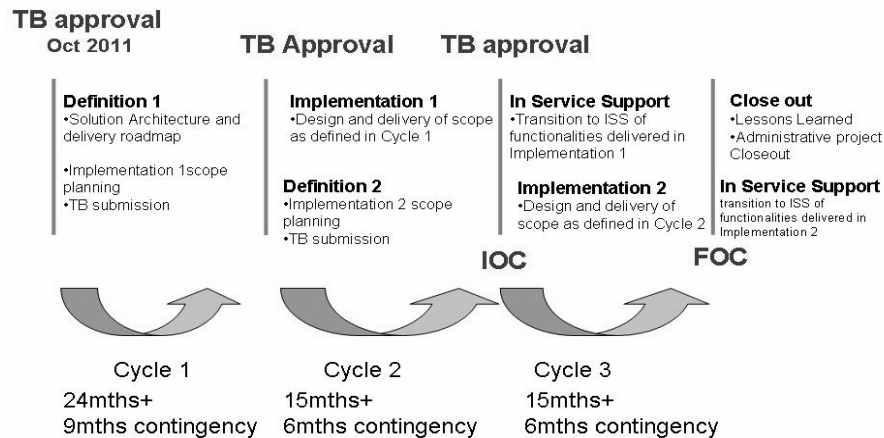 TB approval
Oct 2011
TB Approval
TB approval
Definition 1
•Solution Architecture and
delivery roadmap
•Implementation 1scope
planning
•TB submission
Implementation 1
•Design and delivery of scope
as defined in Cycle 1
Definition 2
•Implementation 2 scope
planning
•TB submission
In Service Support
•Transition to ISS of
functionalities delivered in
Implementation 1
Implementation 2
•Design and delivery of
scope as defined in Cycle 2
Close out
•Lessons Learned
•Administrative project
Closeout
In Service Support
transition to ISS of
functionalities delivered in
Implementation 2
IOC
FOC
Cycle 1
24mths+
9mths contingency
Cycle 2
15mths+
6mths contingency
Cycle 3
15mths+
6mths contingency